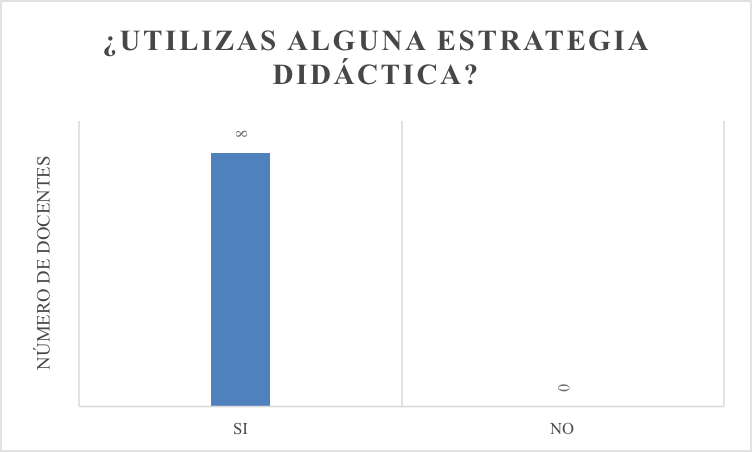 ¿UTILIZAS ALGUNA ESTRATEGIA
DIDÁCTICA?
NÚMERO DE DOCENTES
8
0
SI
NO